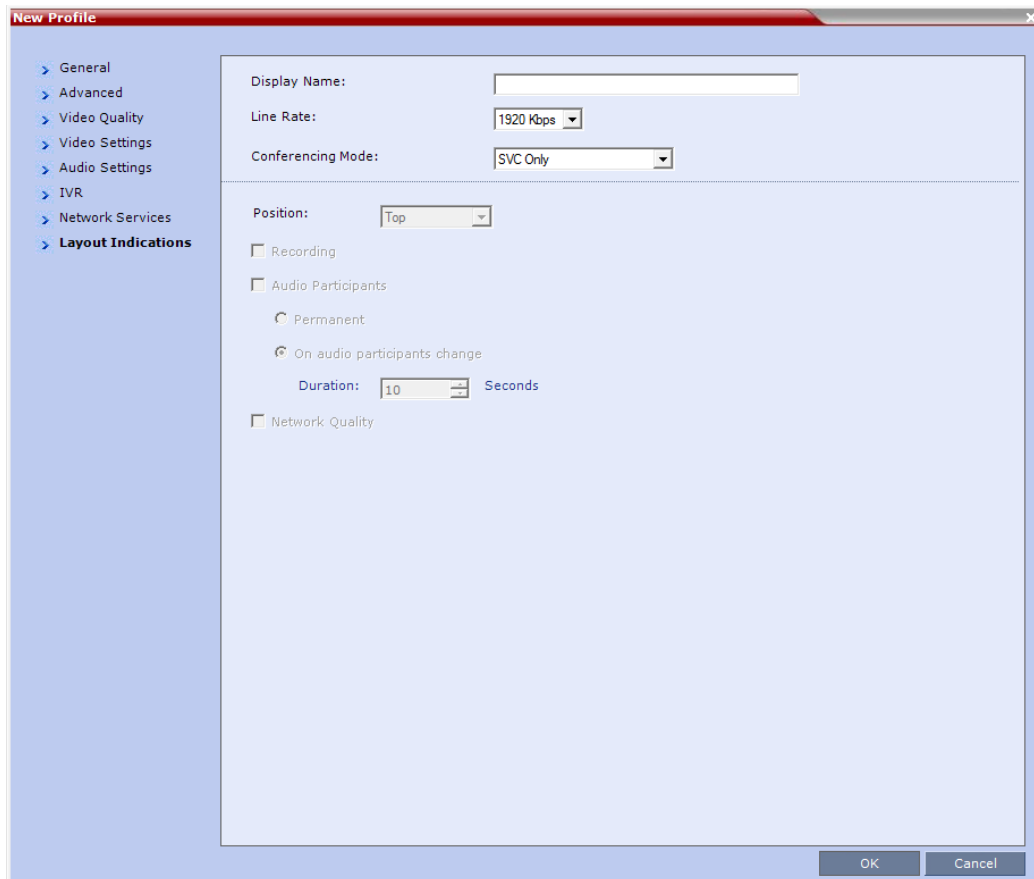 New Profile
General
Advanced
Video Quality
Video Settings
Audio Settings
IVR
Network Services
Layout Indications
Display Name:
Line Rate: 1920 Kbps
Conferencing Mode: SVC Only
Position: Top
Recording
Audio Participants
Permanent
On audio participants change
Duration: 10 Seconds
Network Quality
OK Cancel